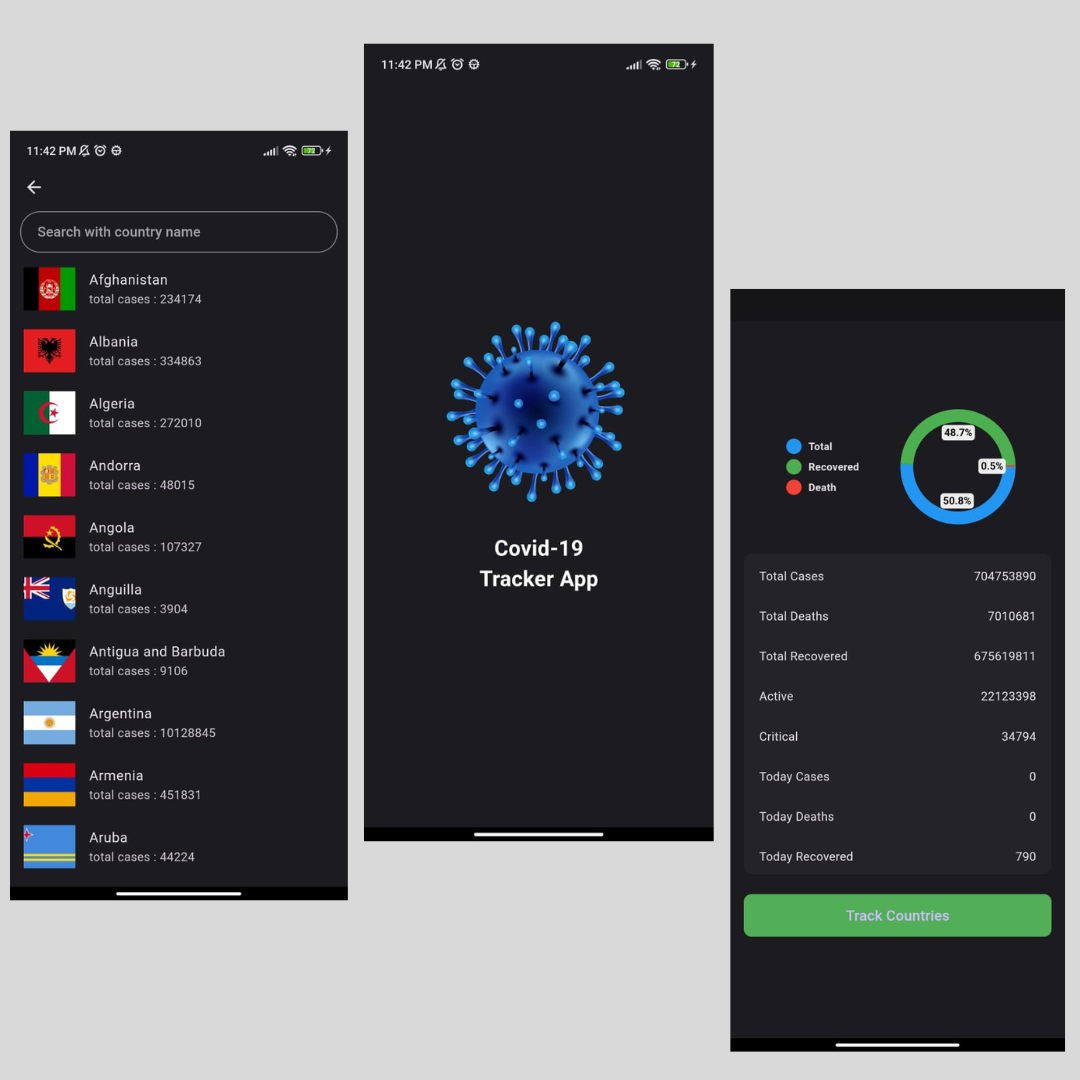 11:42 PM
72
Search with country name
Afghanistan
total cases : 234174
Albania
total cases : 334863
Algeria
total cases : 272010
Andorra
total cases : 48015
Angola
total cases : 107327
Anguilla
total cases : 3904
Antigua and Barbuda
total cases : 9106
Argentina
total cases : 10128845
Armenia
total cases : 451831
Aruba
total cases : 44224
11:42 PM
72
Covid-19
Tracker App
Total
Recovered
Death
48.7%
0.5%
50.8%
Total Cases 704753890
Total Deaths 7010681
Total Recovered 675619811
Active 22123398
Critical 34794
Today Cases 0
Today Deaths 0
Today Recovered 790
Track Countries